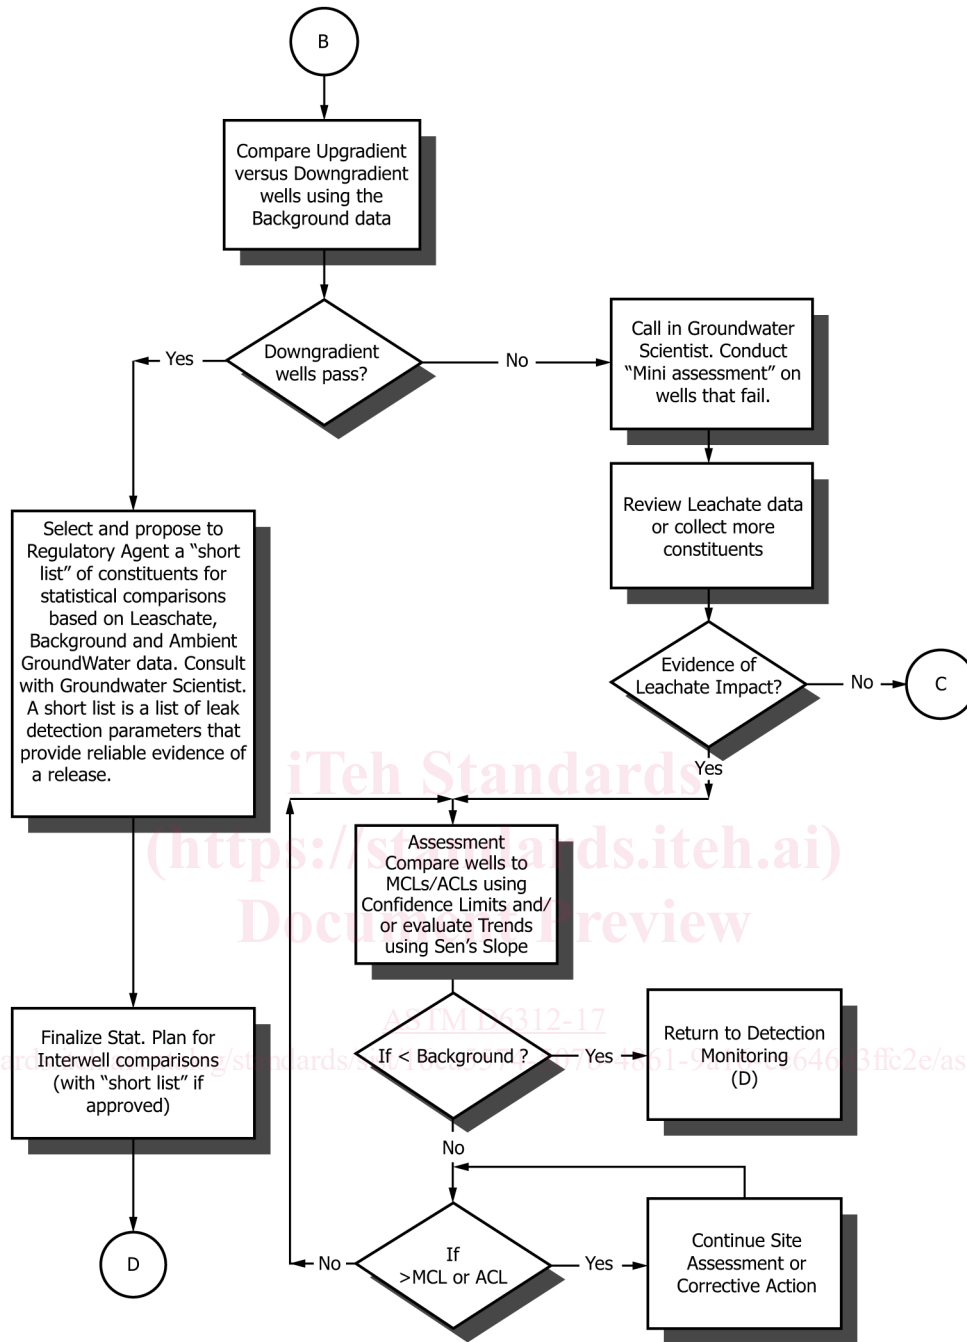 B
Compare Upgradient
versus Downgradient
wells using the
Background data
Downgradient
wells pass?
Yes
No
Call in Groundwater
Scientist. Conduct
“Mini assessment” on
wells that fail.
Review Leachate data
or collect more
constituents
Select and propose to
Regulatory Agent a “short
list” of constituents for
statistical comparisons
based on Leaschate,
Background and Ambient
GroundWater data. Consult
with Groundwater Scientist.
A short list is a list of leak
detection parameters that
provide reliable evidence of
a release.
Evidence of
Leachate Impact?
No
C
Yes
iTeh Standards
(https://standards.iteh.ai)
Document Preview
Assessment
Compare wells to
MCLs/ACLs using
Confidence Limits and/
or evaluate Trends
using Sen’s Slope
ASTM D6312-17
Finalize Stat. Plan for
Interwell comparisons
(with “short list” if
approved)
If < Background ?
Yes
Return to Detection
Monitoring
(D)
No
D
No
If
>MCL or ACL
Yes
Continue Site
Assessment or
Corrective Action